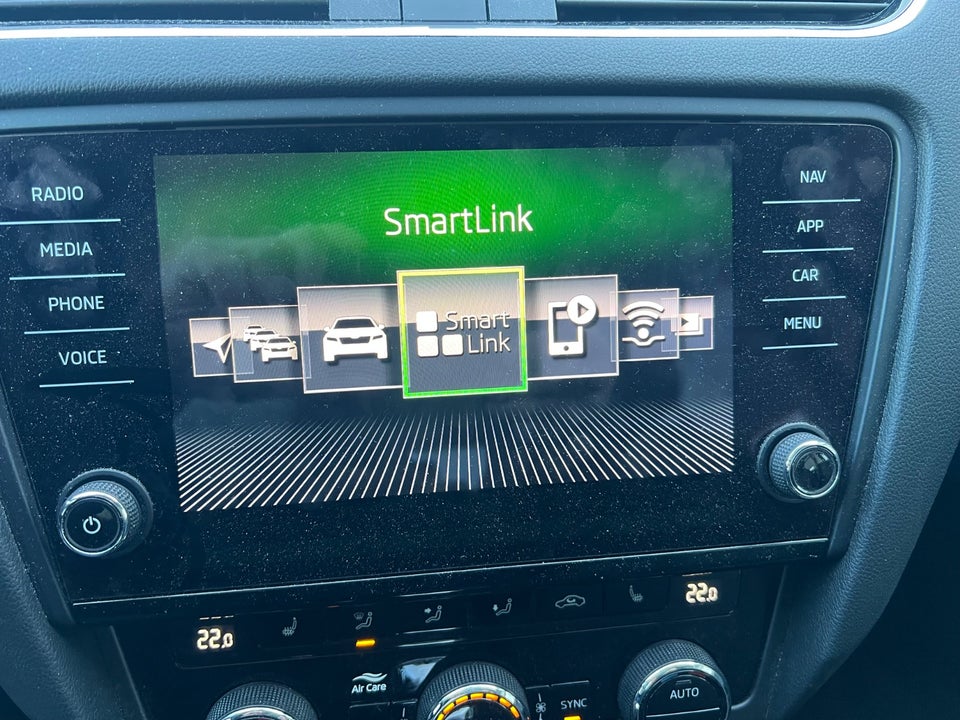 SmartLink
RADIO
MEDIA
PHONE
VOICE
Smart
Link
NAV
APP
CAR
MENU
22.0
22.0
Air Care
SYNC
AUTO